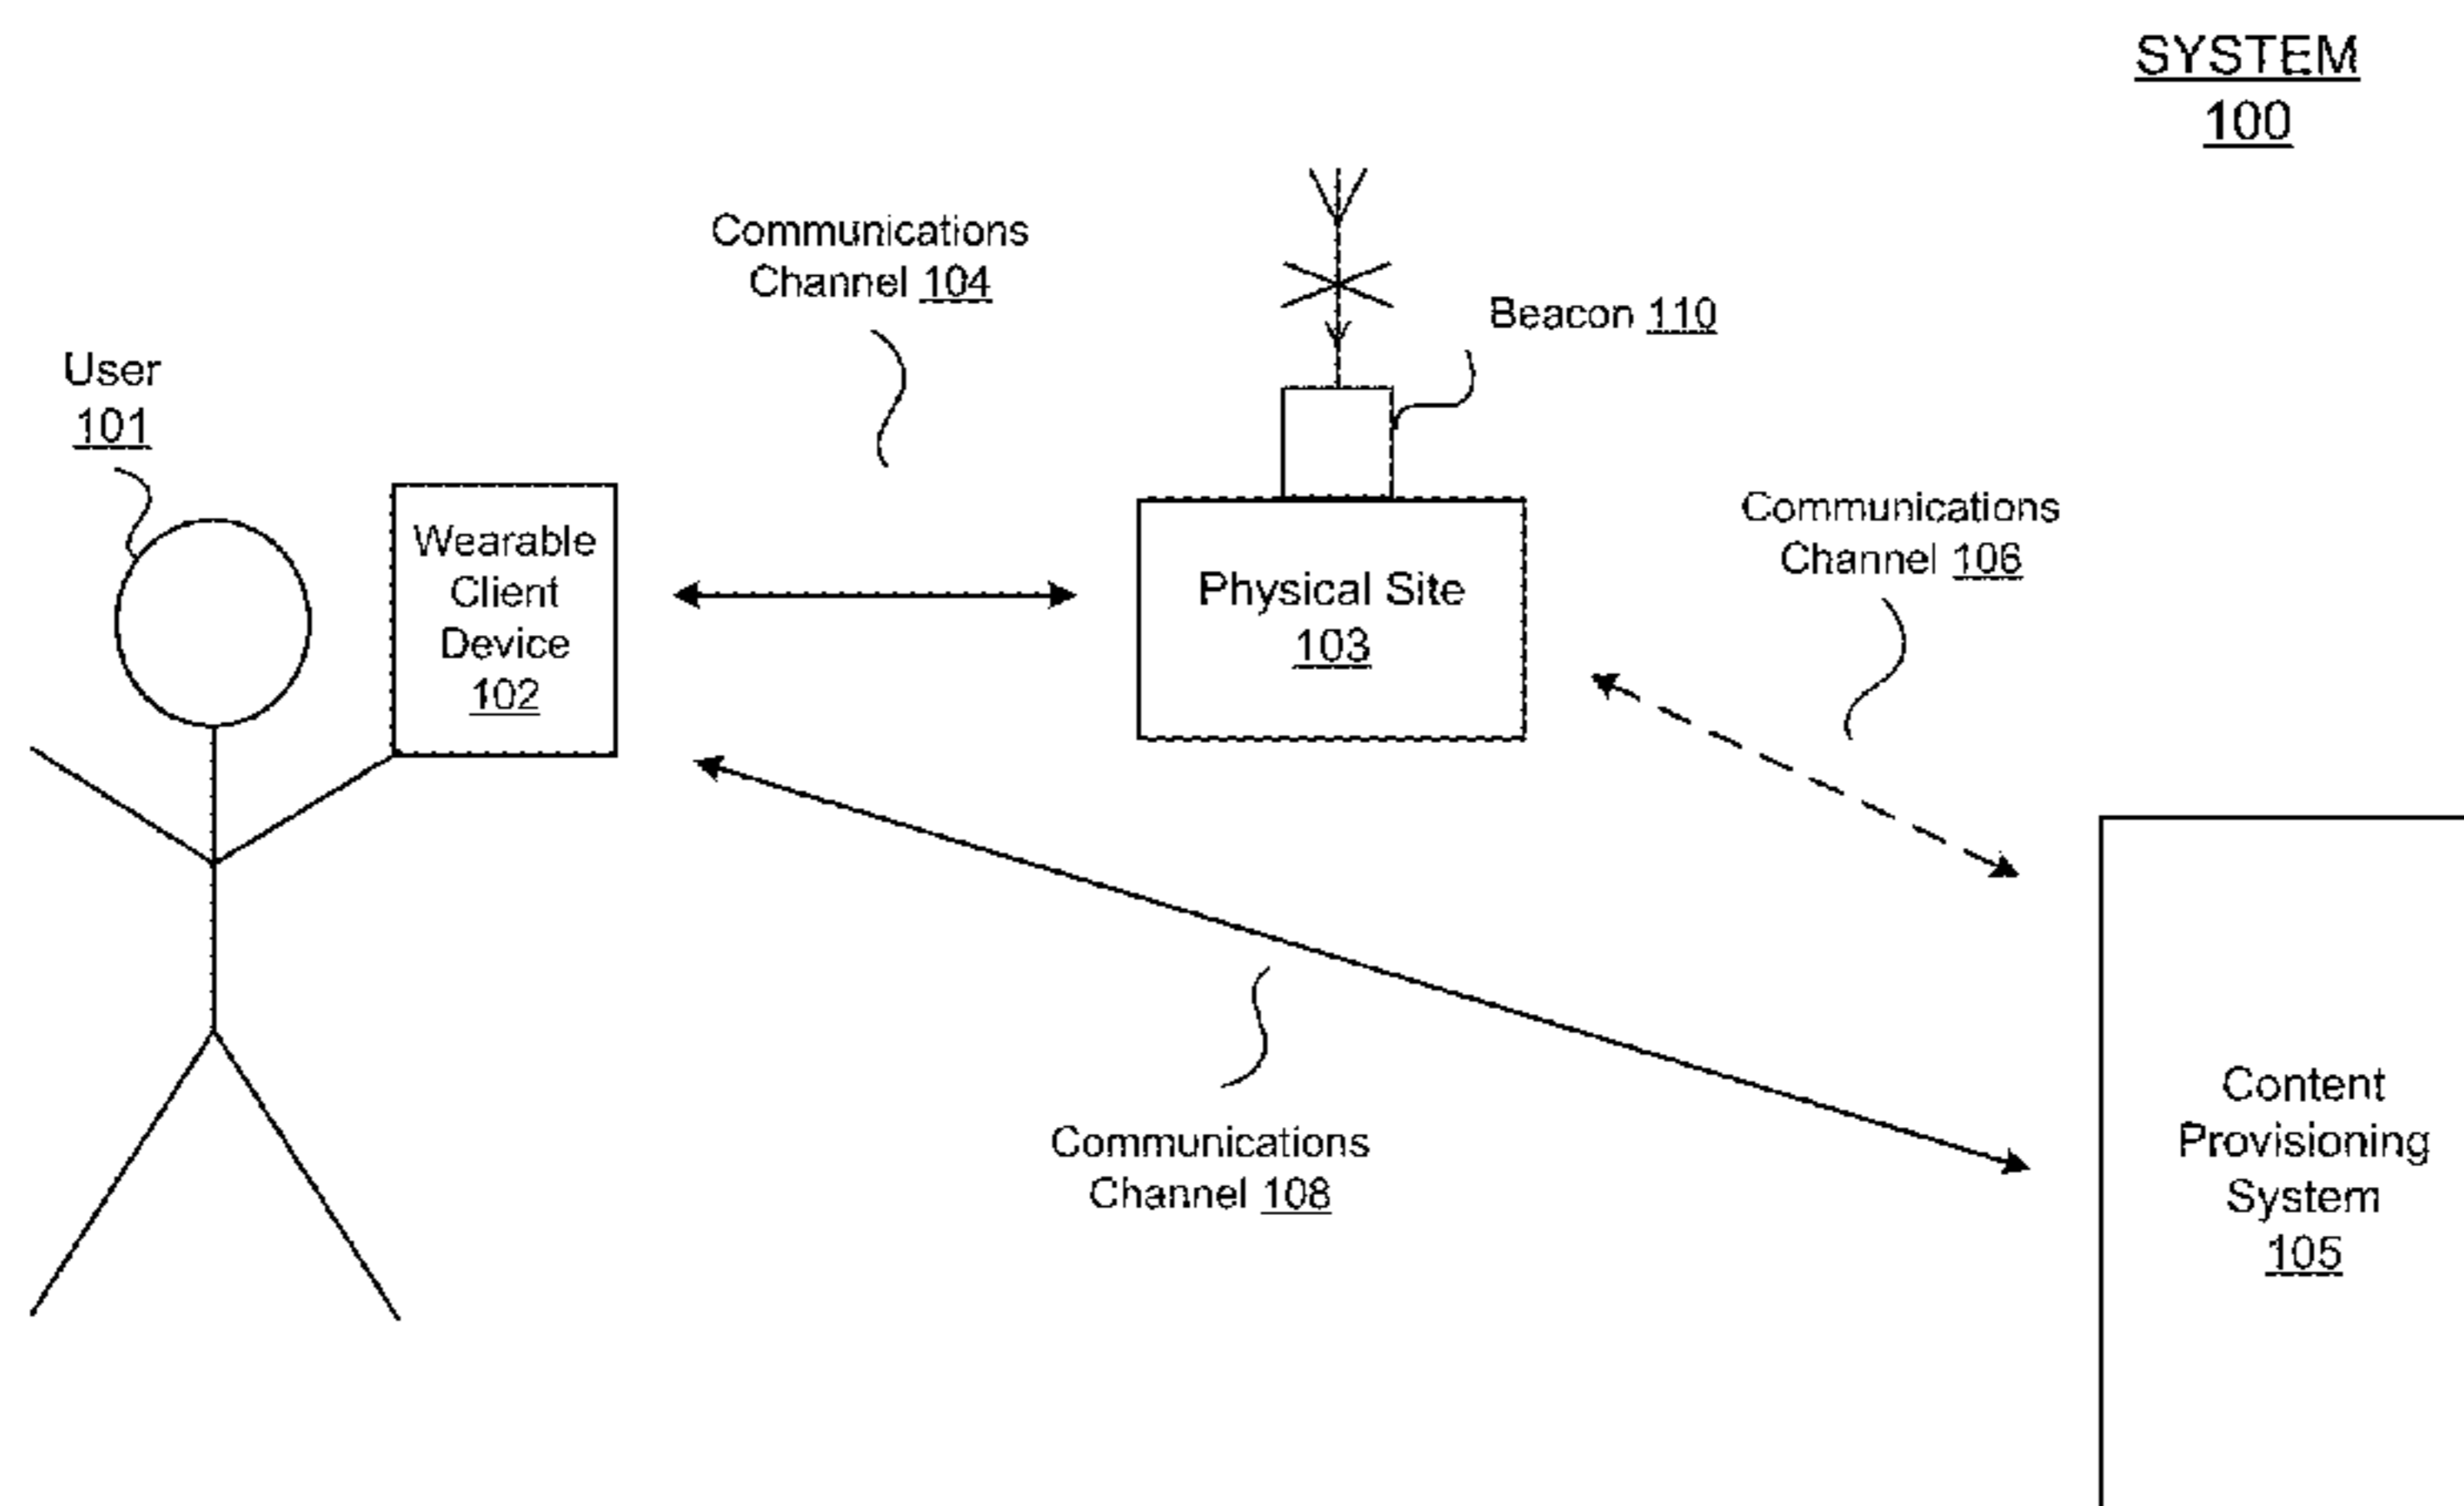 SYSTEM
100
Communications
Channel 104
Beacon 110
User
101
Wearable
Client
Device
102
Physical Site
103
Communications
Channel 106
Communications
Channel 108
Content
Provisioning
System
105